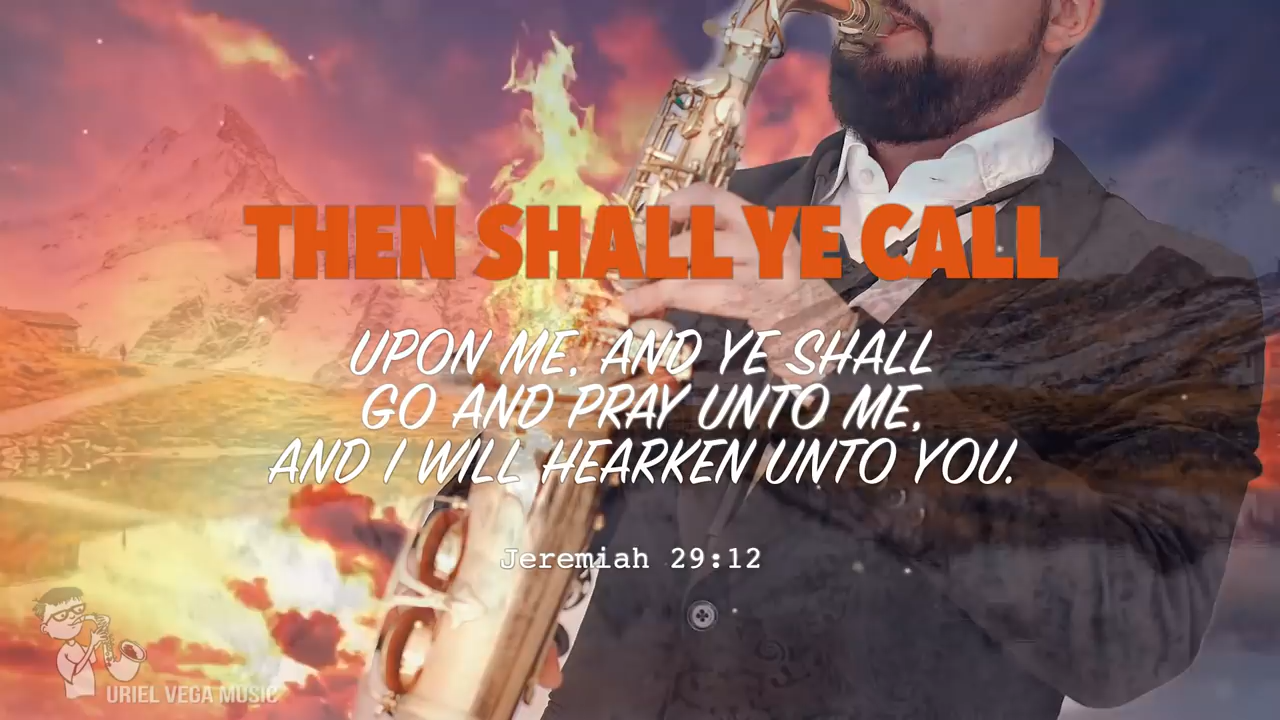 THEN SHALL YE CALL
UPON ME, AND YE SHALL
GO AND PRAY UNTO ME,
AND I WILL HEARKEN UNTO YOU.
Jeremiah 29:12
URIEL VEGA MUSIC